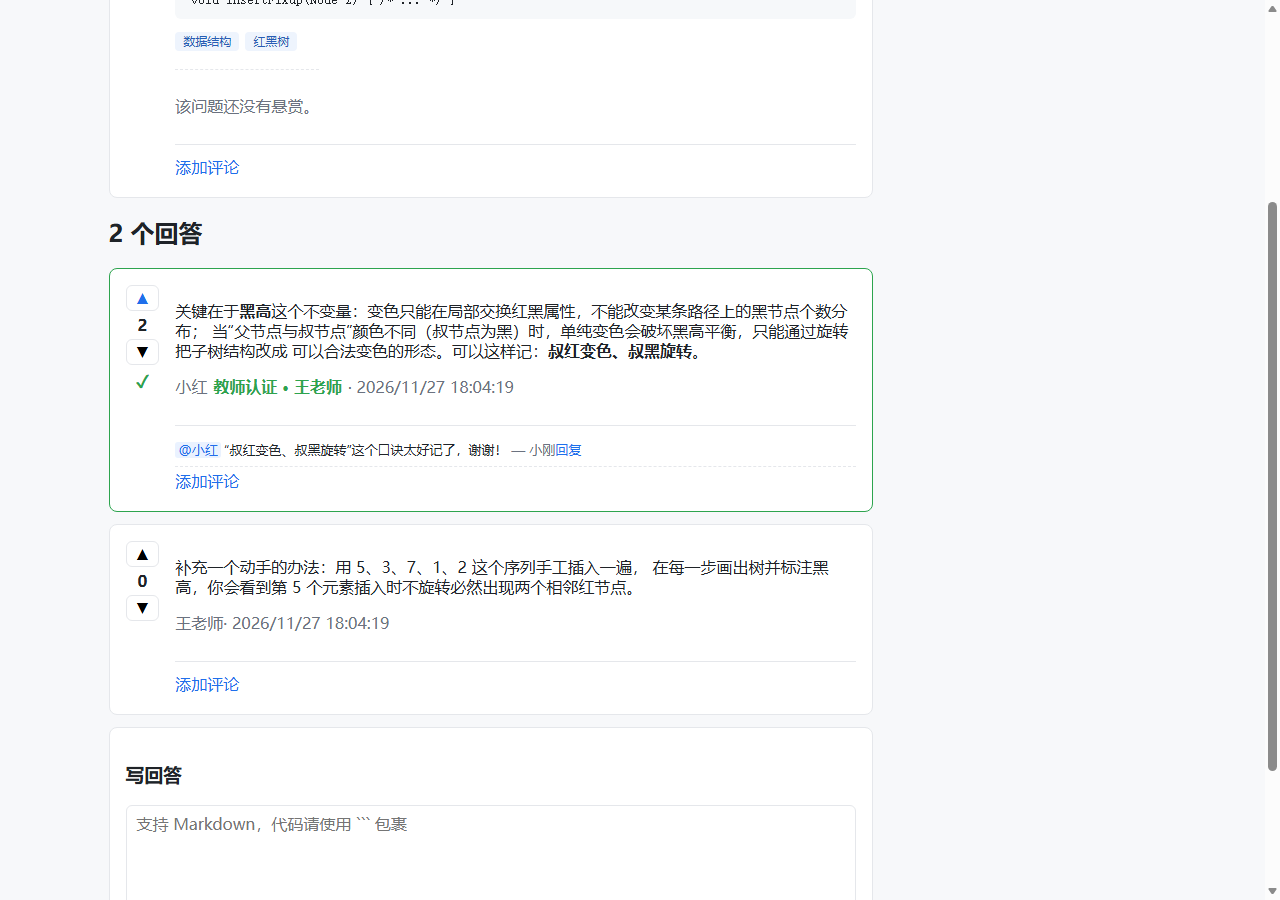 数据结构 红黑树
该问题还没有悬赏。
添加评论
2 个回答
▲
2
▼
✓
关键在于黑高这个不变量：变色只能在局部交换红黑属性，不能改变某条路径上的黑节点个数分
布； 当“父节点与叔节点”颜色不同（叔节点为黑）时，单纯变色会破坏黑高平衡，只能通过旋转
把子树结构改成 可以合法变色的形态。可以这样记：叔红变色、叔黑旋转。
小红 教师认证 • 王老师 · 2026/11/27 18:04:19
@小红 “叔红变色、叔黑旋转”这个口诀太好记了，谢谢！ — 小刚回复
添加评论
▲
0
▼
补充一个动手的办法：用 5、3、7、1、2 这个序列手工插入一遍， 在每一步画出树并标注黑
高，你会看到第 5 个元素插入时不旋转必然出现两个相邻红节点。
王老师· 2026/11/27 18:04:19
添加评论
写回答
支持 Markdown，代码请使用 ``` 包裹